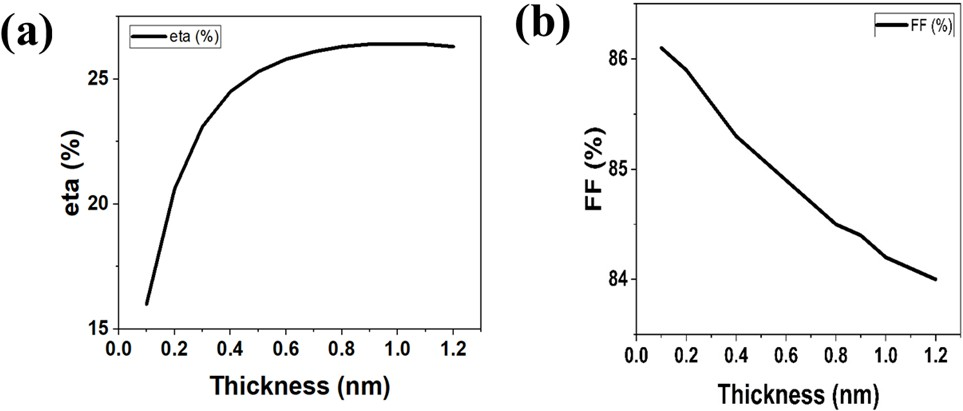 (a)
eta (%)
25
20
15
eta (%)
0.0 0.2 0.4 0.6 0.8 1.0 1.2
Thickness (nm)
(b)
FF (%)
86
85
84
FF (%)
0.0 0.2 0.4 0.6 0.8 1.0 1.2
Thickness (nm)